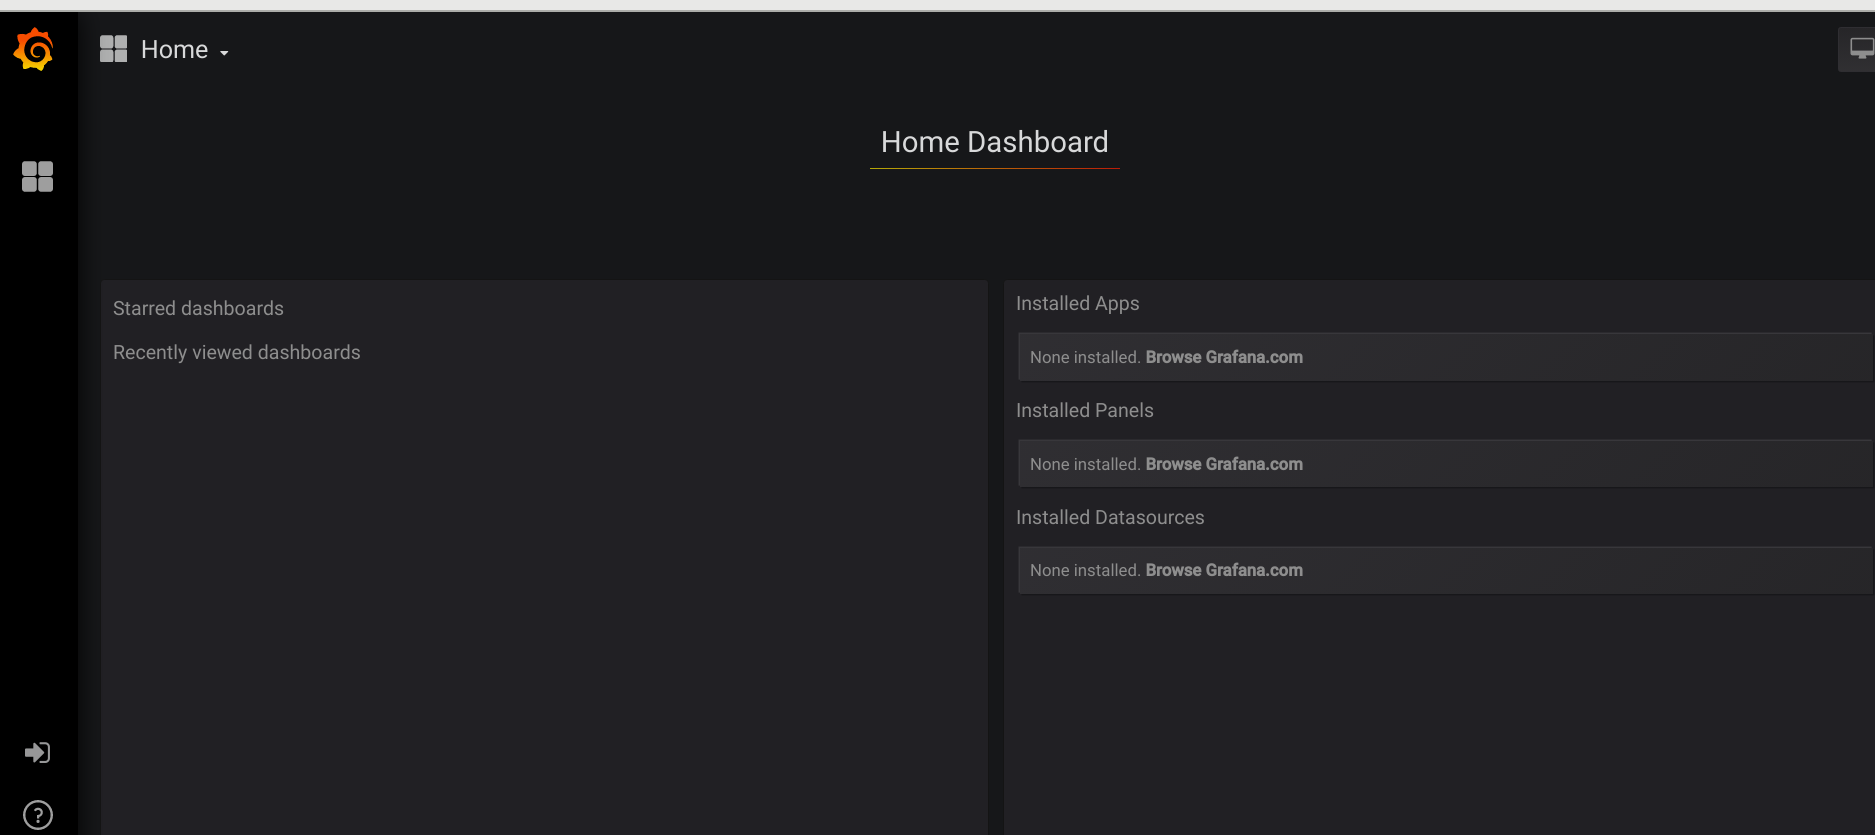 Home
Home Dashboard
Starred dashboards
Recently viewed dashboards
Installed Apps
None installed. Browse Grafana.com
Installed Panels
None installed. Browse Grafana.com
Installed Datasources
None installed. Browse Grafana.com
?